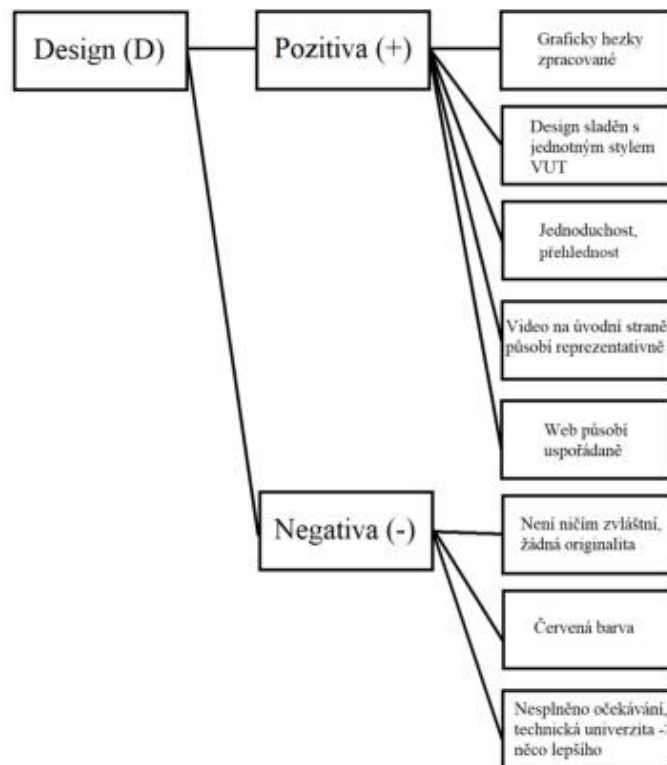 Design (D)
Pozitiva (+)
Graficky hezky
zpracované
Design sladěn s
jednotným stylem
VUT
Jednoduchost,
přehlednost
Video na úvodní straně
působí reprezentativně
Web působí
uspořádaně
Negativa (-)
Není ničím zvláštní,
žádná originalita
Červená barva
Nesplněno očekávání,
technická univerzita ->
něco lepšího